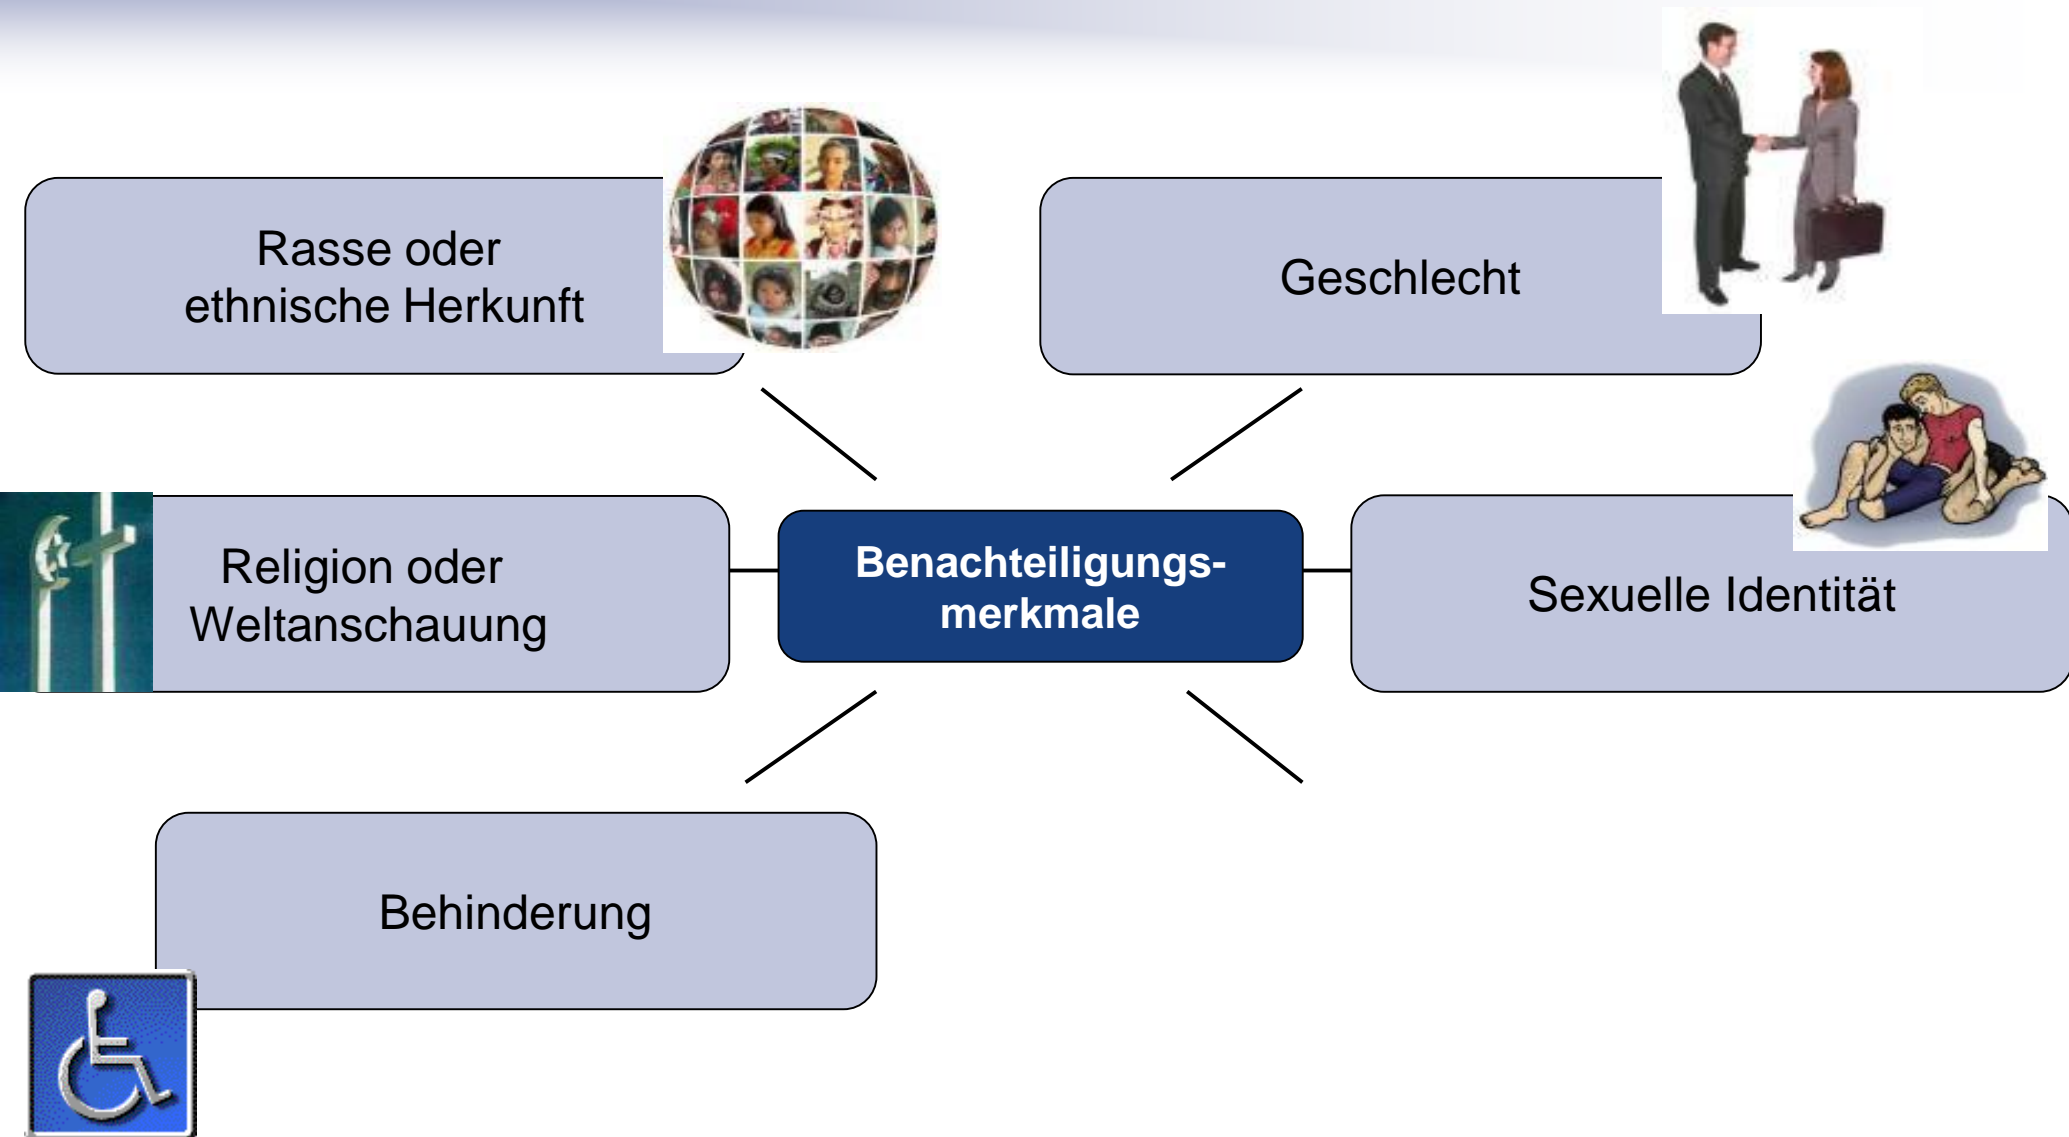 Rasse oder
ethnische Herkunft
Geschlecht
Religion oder
Weltanschauung
Benachteiligungs-
merkmale
Sexuelle Identität
Behinderung